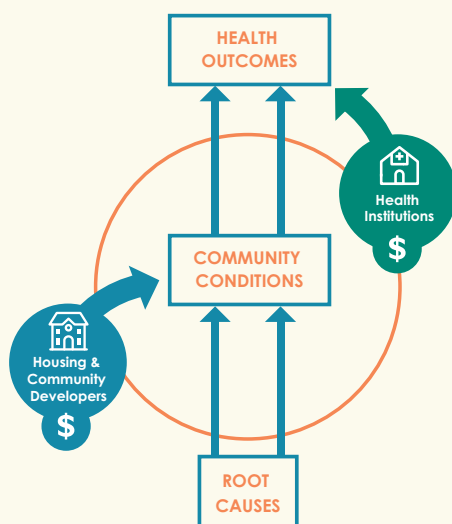 HEALTH
OUTCOMES
Health
Institutions
$
COMMUNITY
CONDITIONS
Housing &
Community
Developers
$
ROOT
CAUSES